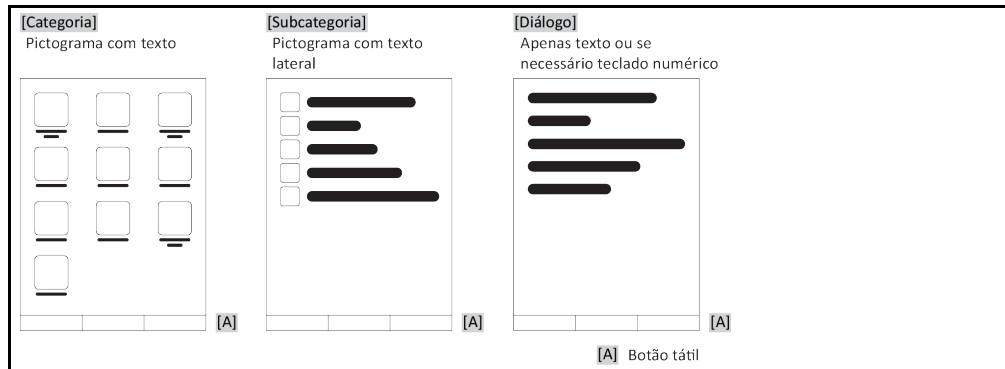 [Categoria]
Pictograma com texto
[Subcategoria]
Pictograma com texto
lateral
[Diálogo]
Apenas texto ou se
necessário teclado numérico
[A]
[A]
[A]
[A] Botão tátil